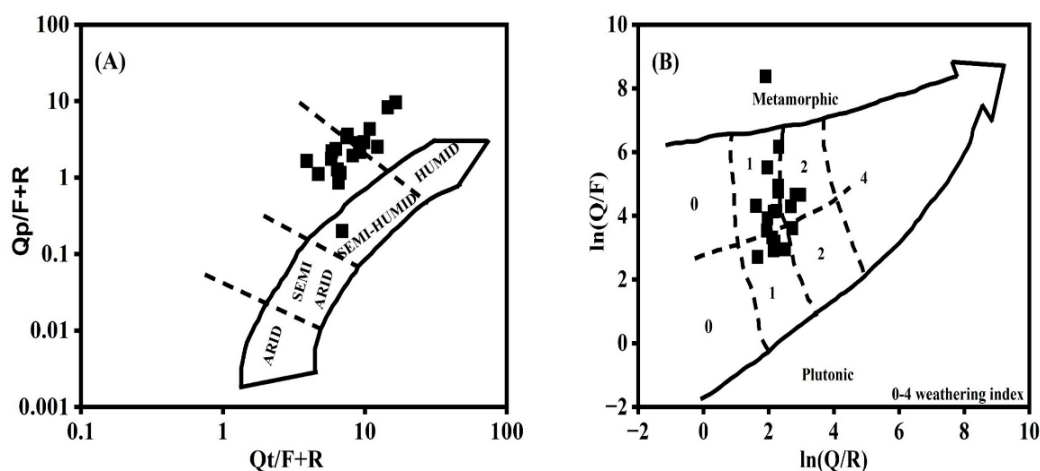 (A)
100
10
1
0.1
0.01
0.001
Qp/F+R
0.1
1
10
100
Qt/F+R
HUMID
SEMI-HUMID
SEMI
ARID
ARID
(B)
10
8
6
4
2
0
−2
ln(Q/F)
−2
0
2
4
6
8
10
ln(Q/R)
Metamorphic
1
2
4
0
2
1
0
Plutonic
0-4 weathering index